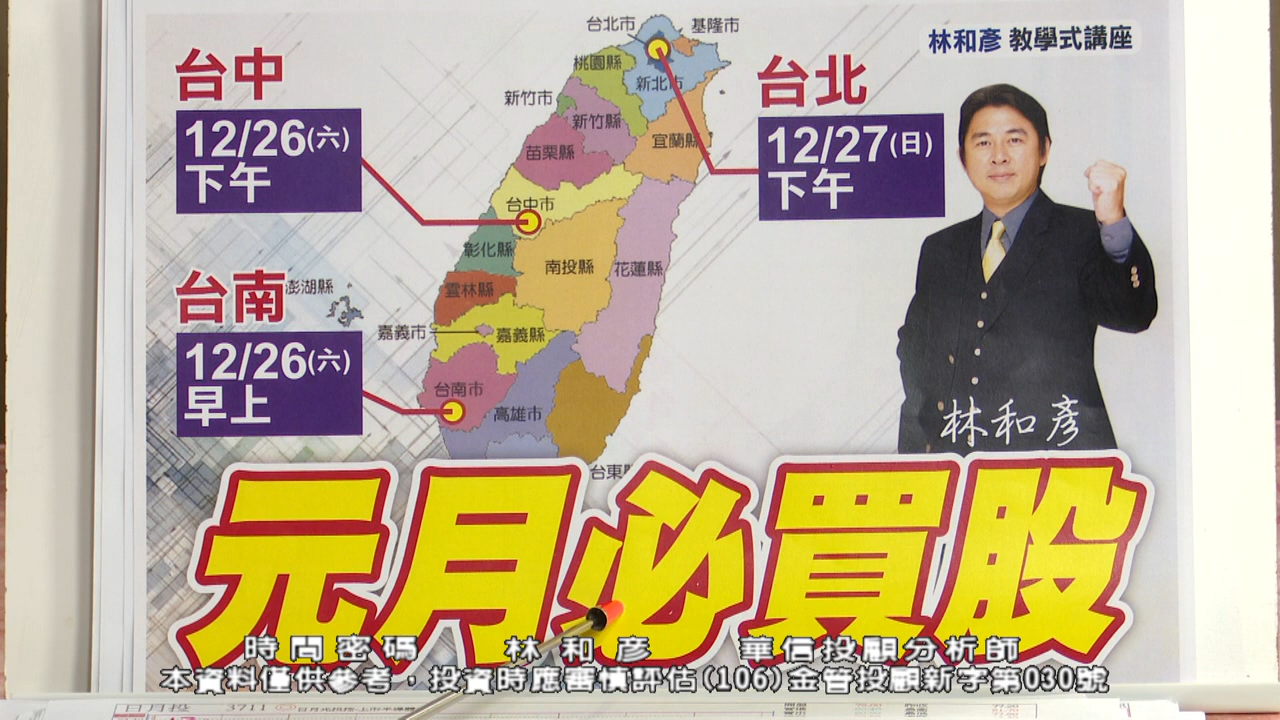 林和彥 教學式講座
台中
12/26(六)
下午
台南
12/26(六)
早上
台北
12/27(日)
下午
台北市
基隆市
桃園縣
新北市
新竹市
新竹縣
宜蘭縣
苗栗縣
台中市
彰化縣
南投縣
花蓮縣
澎湖縣
雲林縣
嘉義市
嘉義縣
台南市
高雄市
台東
林和彥
元月必買股
時間密碼 林和彥 華信投顧分析師
本資料僅供參考，投資時應審慎評估(106)金管投顧新字第030號
3711